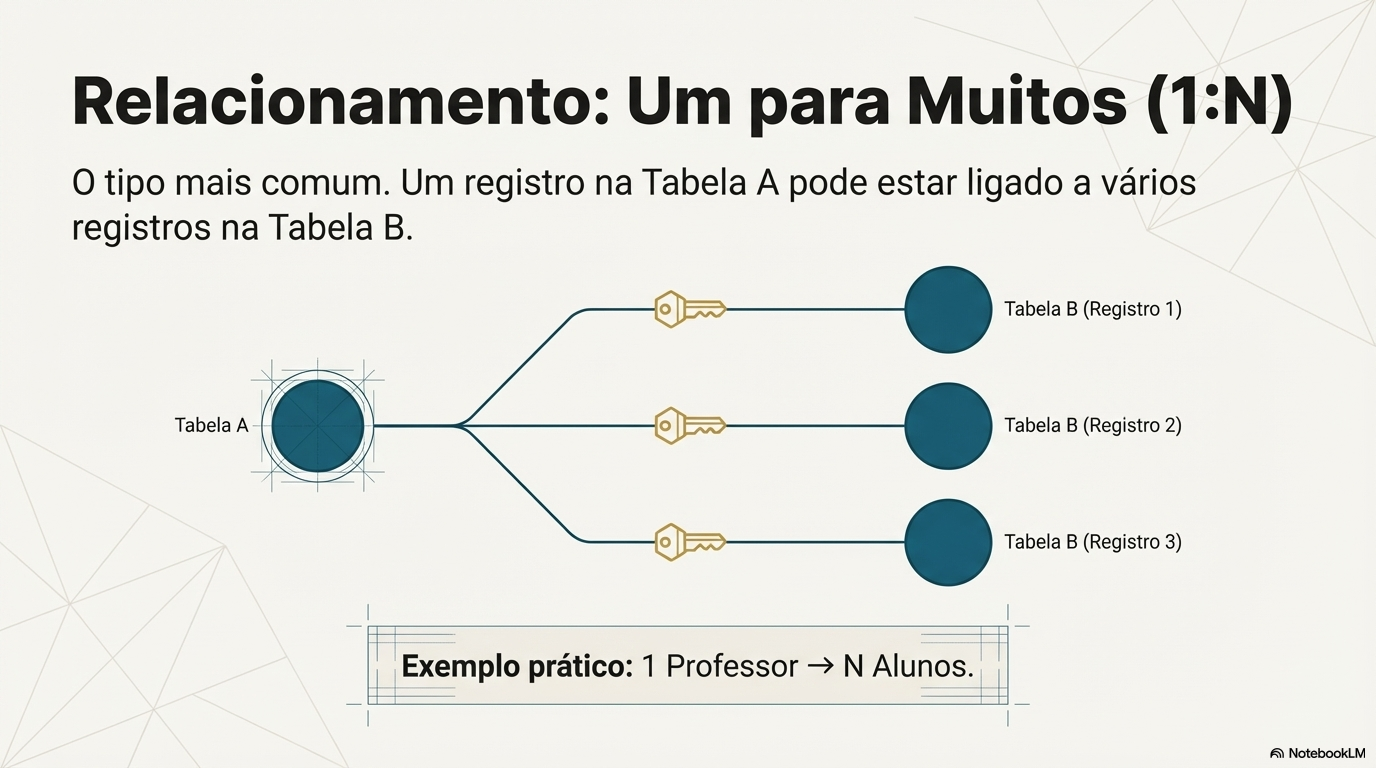 Relacionamento: Um para Muitos (1:N)
O tipo mais comum. Um registro na Tabela A pode estar ligado a vários
registros na Tabela B.
Tabela B (Registro 1)
Tabela A
Tabela B (Registro 2)
Tabela B (Registro 3)
Exemplo prático: 1 Professor → N Alunos.
NotebookLM